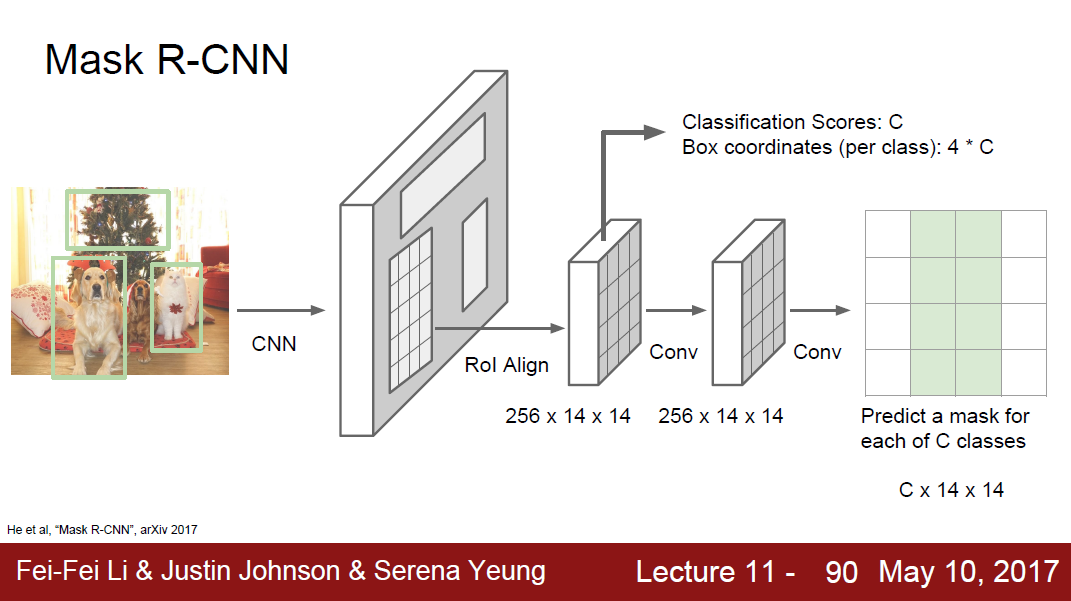 Mask R-CNN
Classification Scores: C
Box coordinates (per class): 4 * C
CNN
RoI Align
Conv
Conv
256 x 14 x 14
256 x 14 x 14
Predict a mask for
each of C classes
C x 14 x 14
He et al, “Mask R-CNN”, arXiv 2017
Fei-Fei Li & Justin Johnson & Serena Yeung
Lecture 11 - 90 May 10, 2017